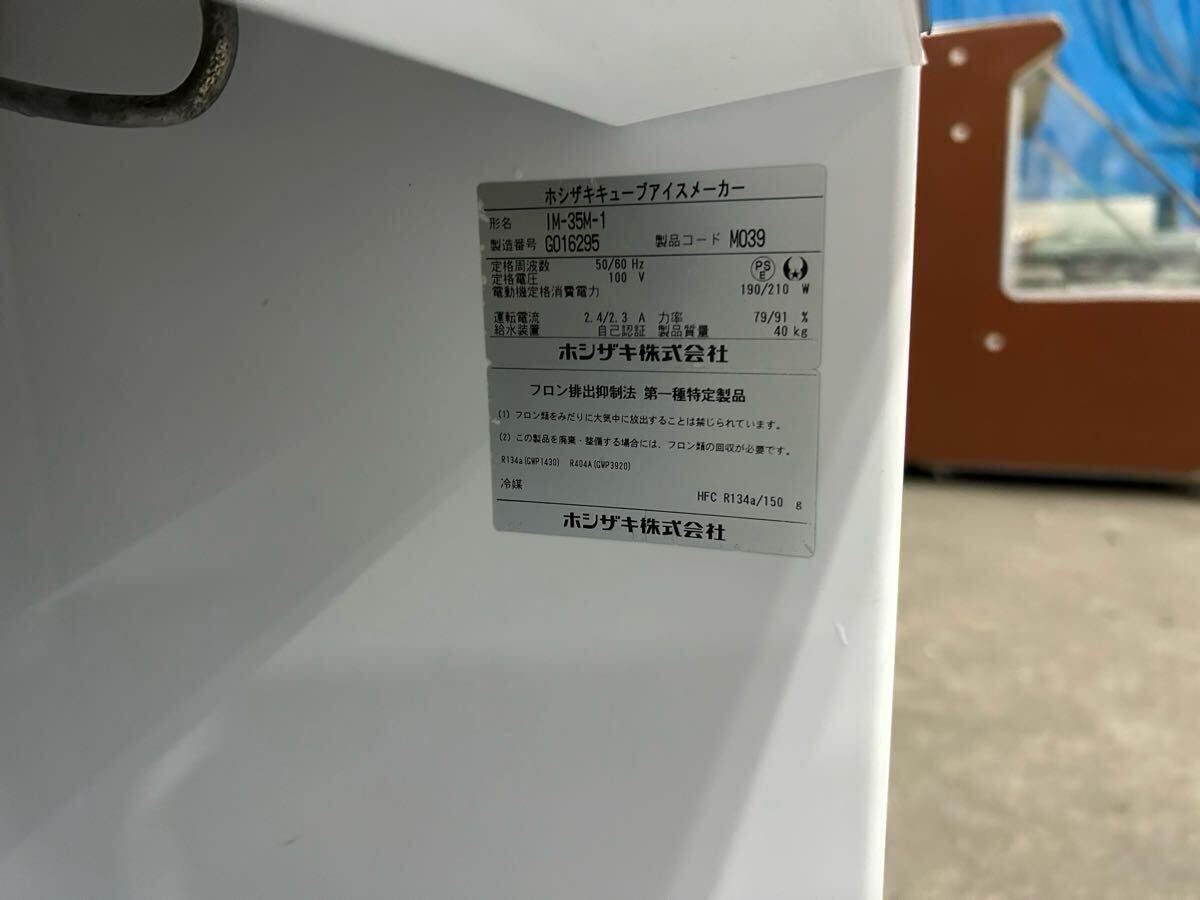 ホシザキキューブアイスメーカー
形名 IM-35M-1
製造番号 G016295 製品コード M039
定格周波数 50/60 Hz
定格電圧 100 V
PS E
電動機定格消費電力 190/210 W
運転電流 2.4/2.3 A 力率 79/91 %
給水装置 自己認証 製品質量 40 kg
ホシザキ株式会社
フロン排出抑制法 第一種特定製品
(1) フロン類をみだりに大気中に放出することは禁じられています。
(2) この製品を廃棄・整備する場合には、フロン類の回収が必要です。
R134a(GWP1430) R404A(GWP3920)
冷媒 HFC R134a/150 g
ホシザキ株式会社